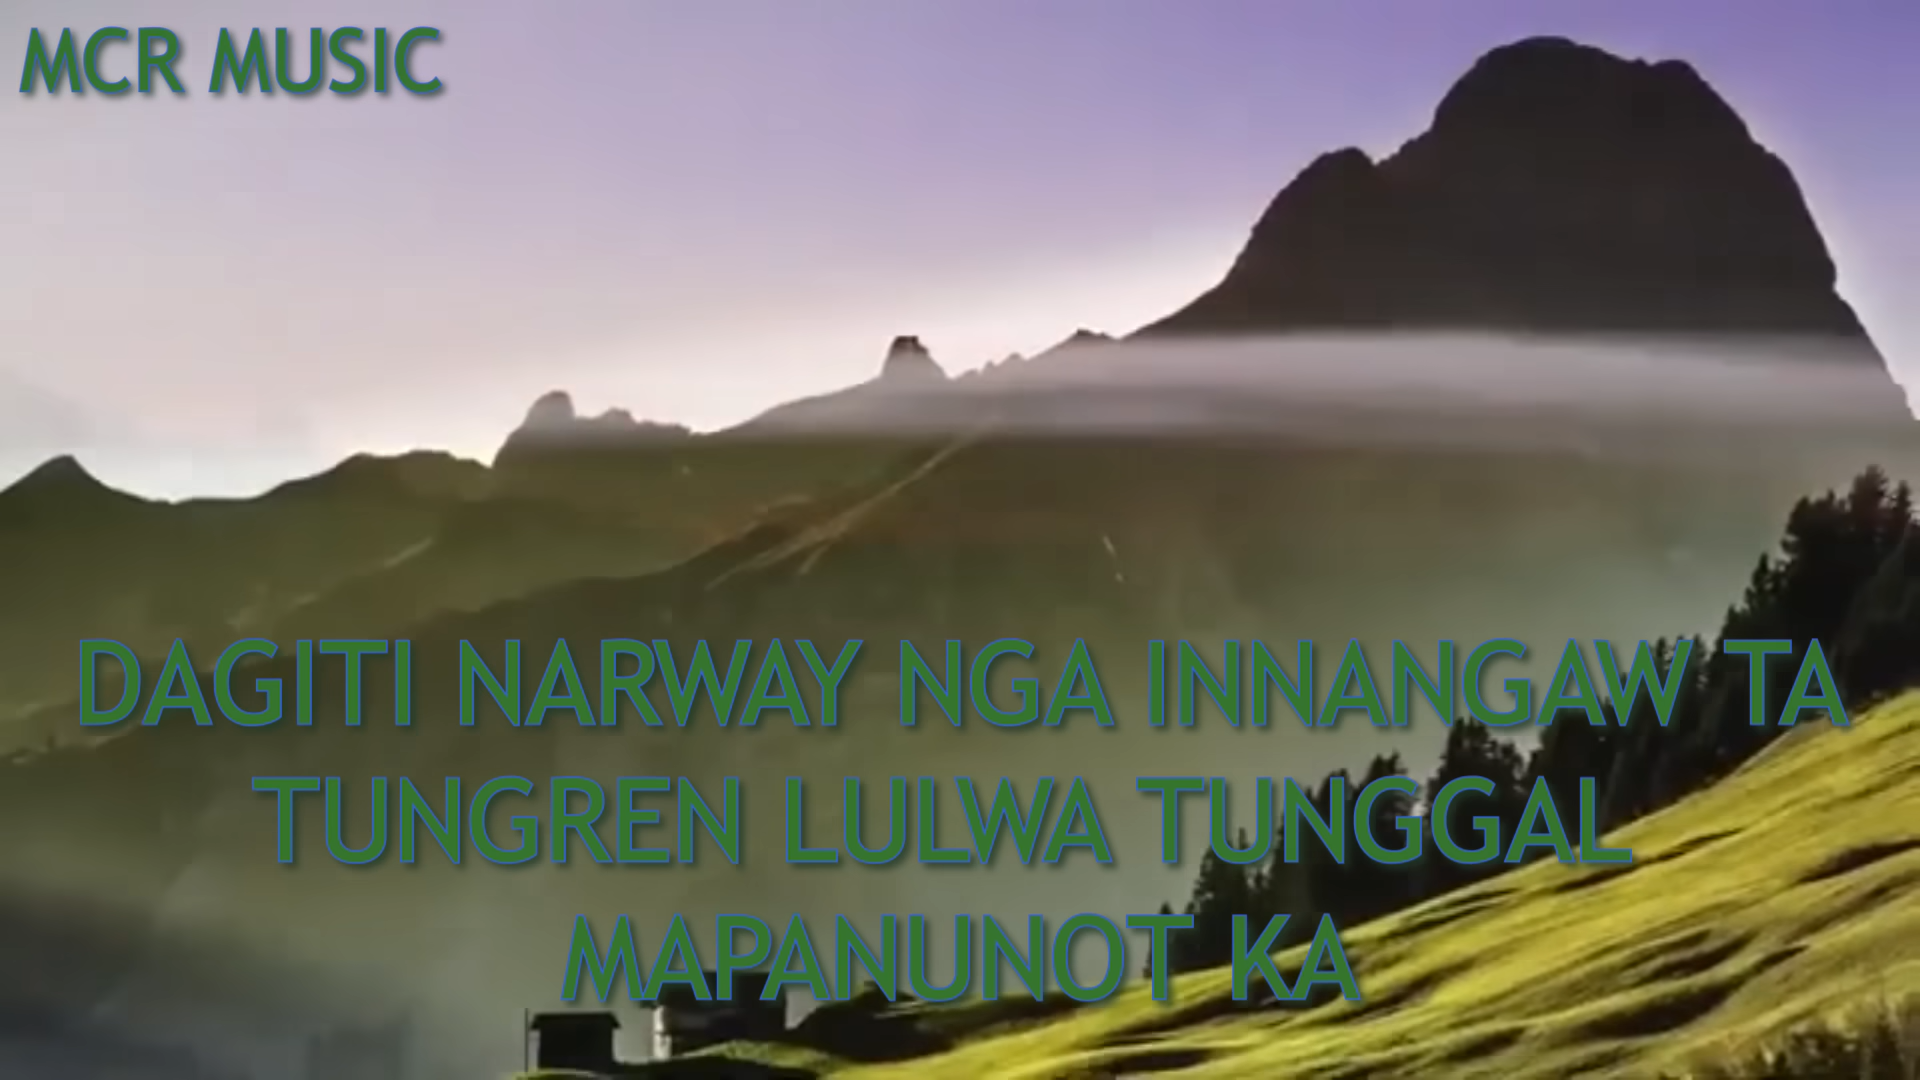 MCR MUSIC
DAGITI NARWAY NGA INNANGAW TA
TUNGREN LULWA TUNGGAL
MAPANUNOT KA